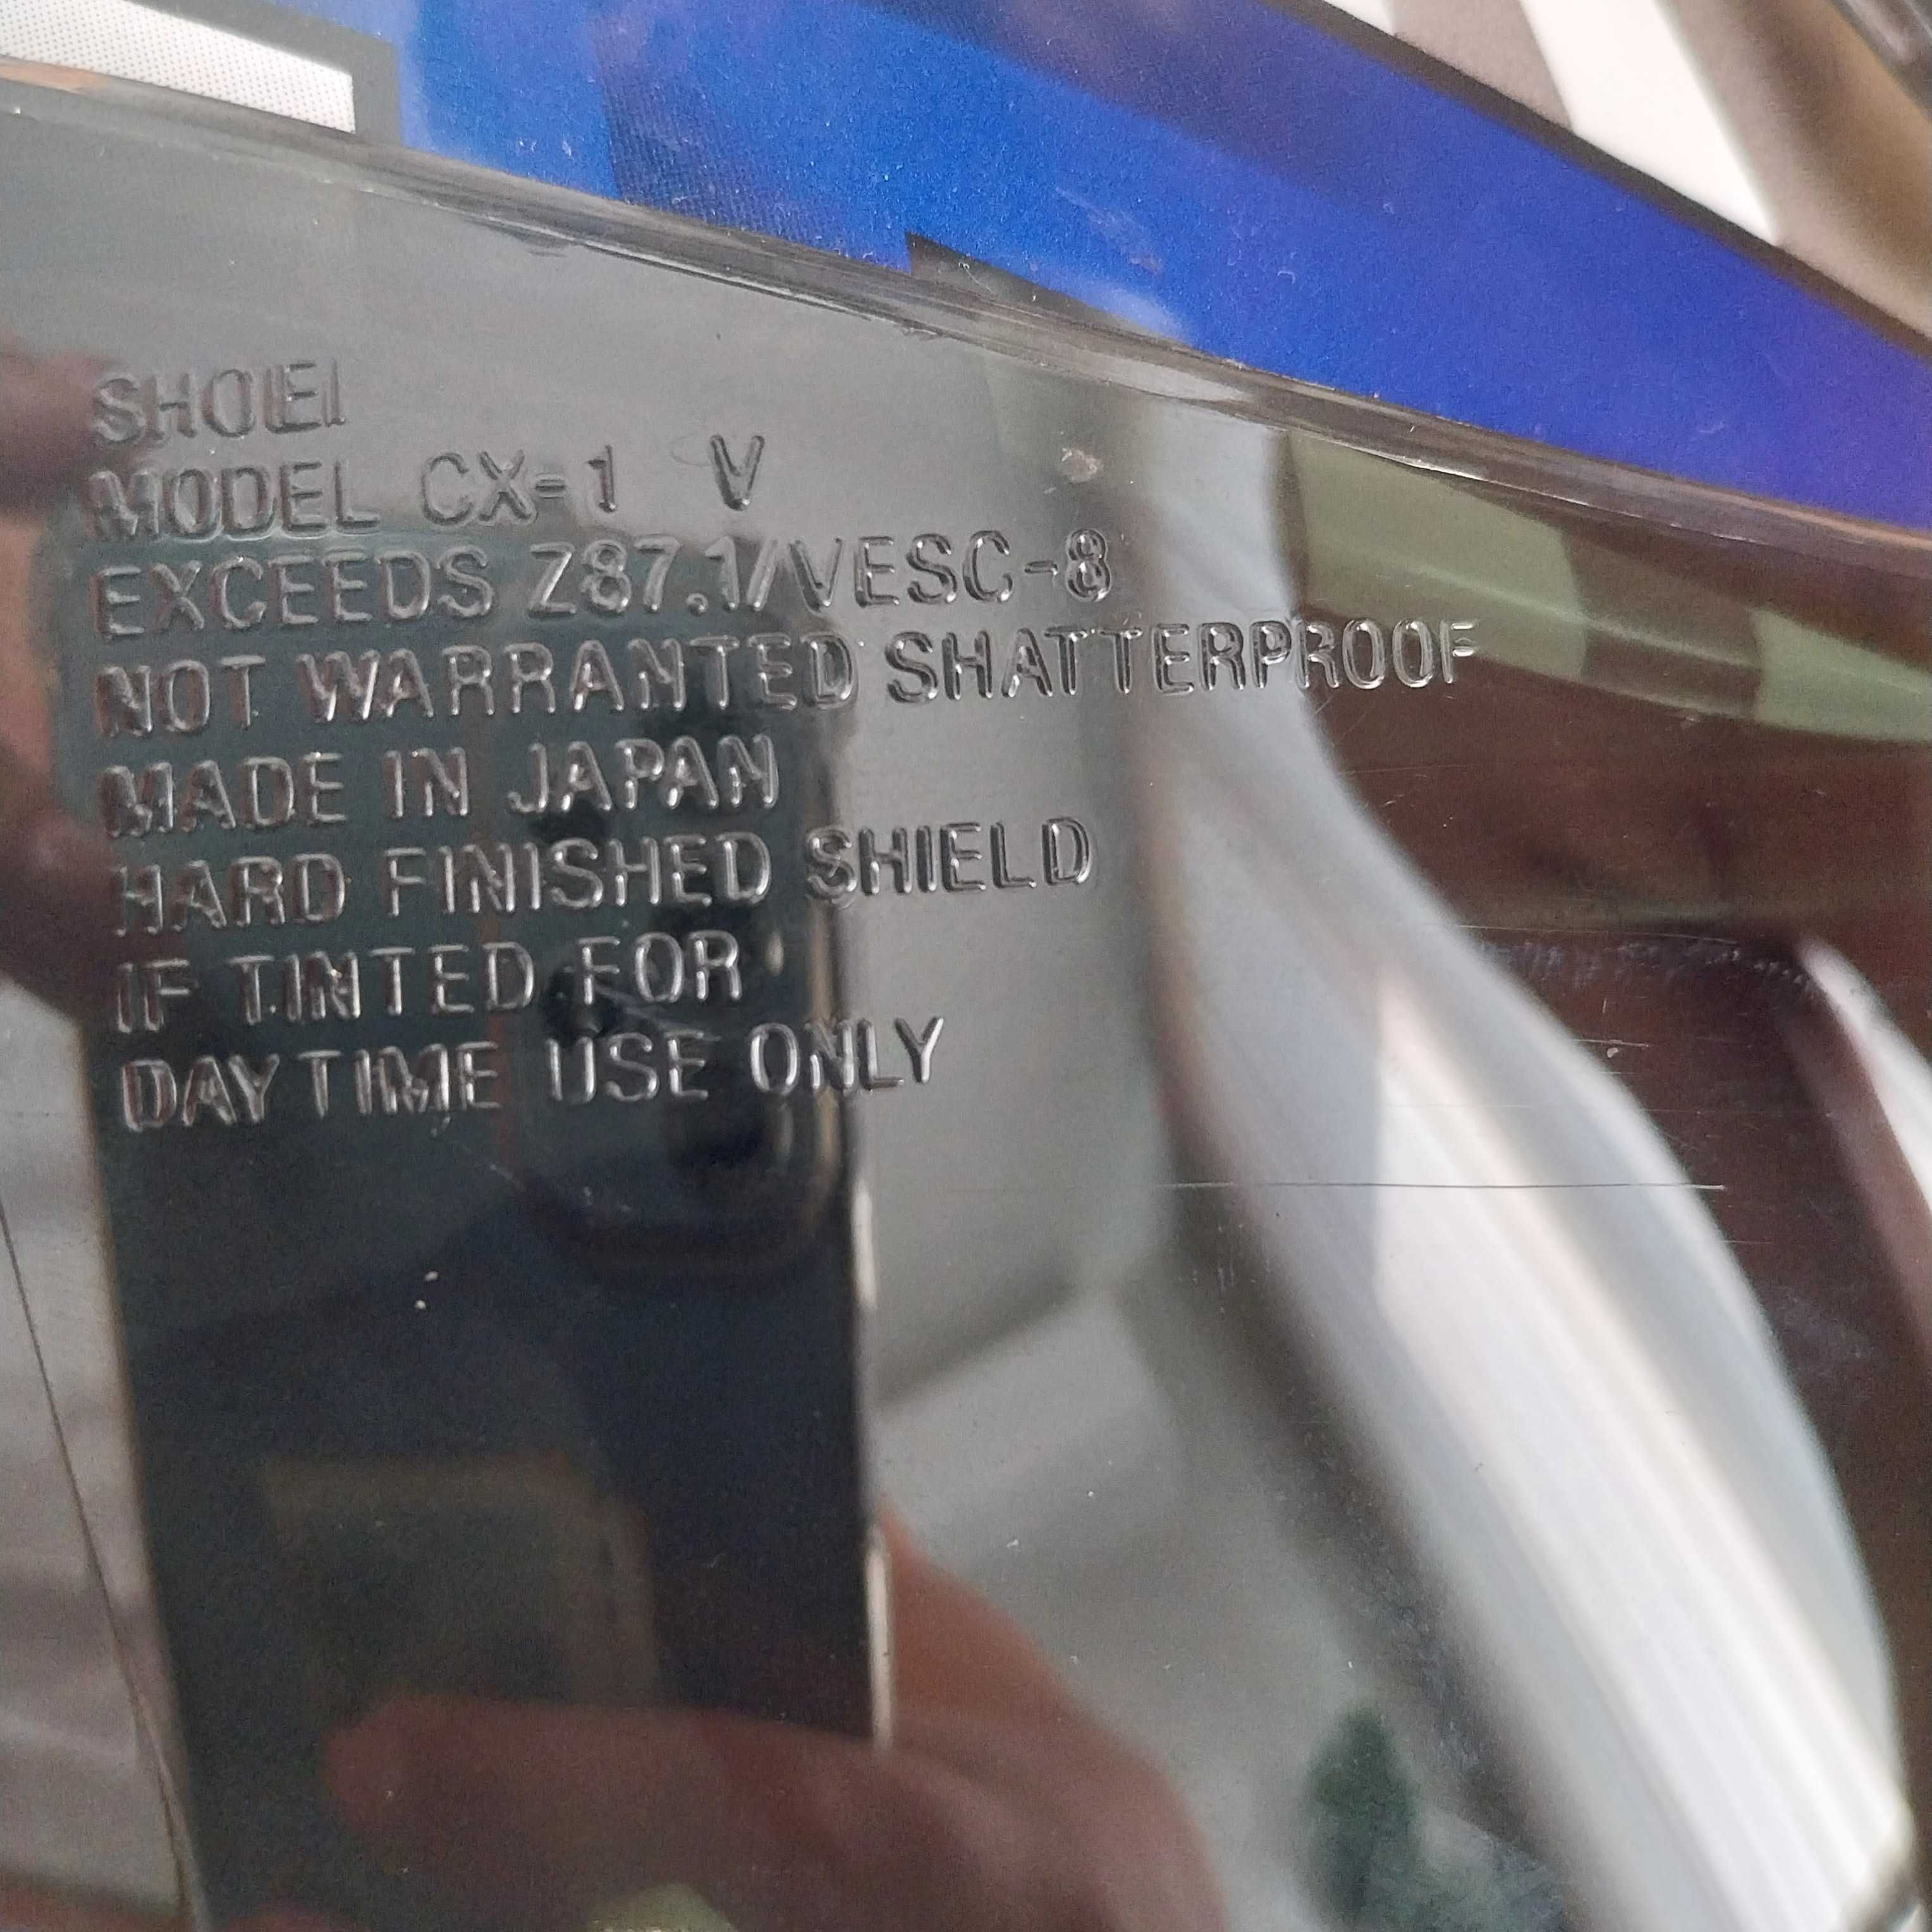 SHOEI
MODEL CX-1 V
EXCEEDS Z87.1/VESC-8
NOT WARRANTED SHATTERPROOF
MADE IN JAPAN
HARD FINISHED SHIELD
IF TINTED FOR
DAYTIME USE ONLY